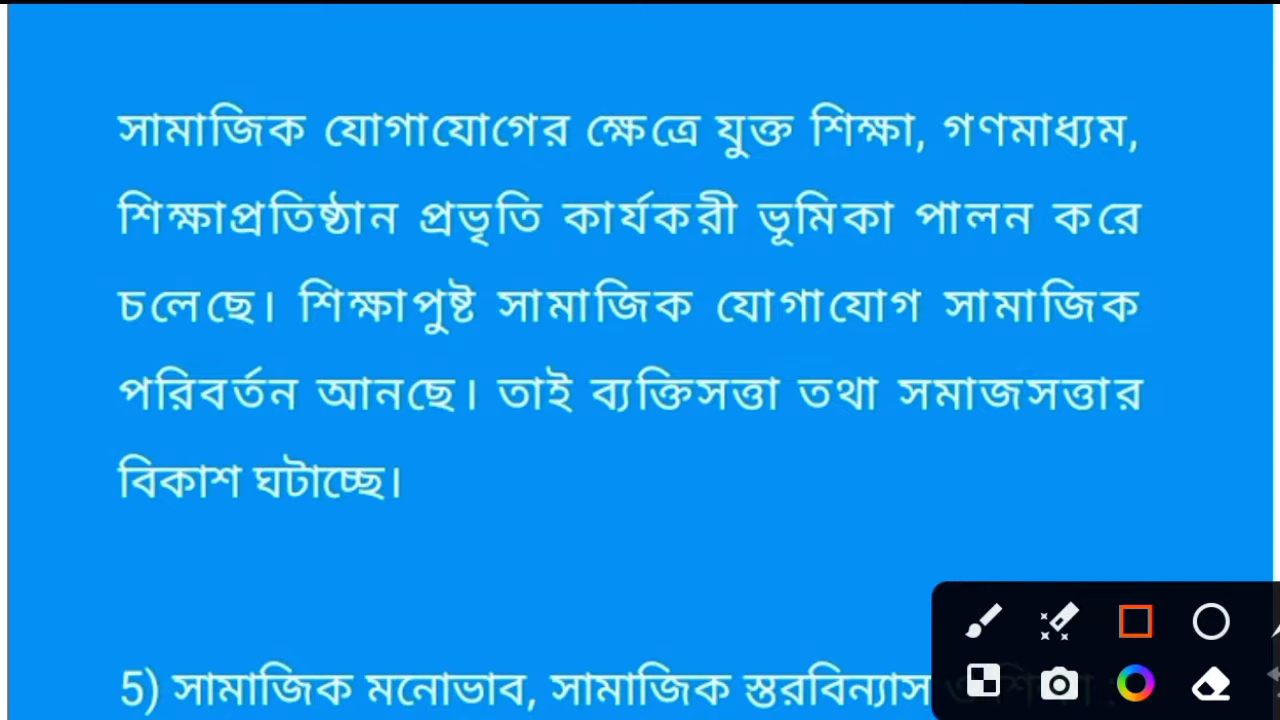 সামাজিক যোগাযোগের ক্ষেত্রে যুক্ত শিক্ষা, গণমাধ্যম,
শিক্ষাপ্রতিষ্ঠান প্রভৃতি কার্যকরী ভূমিকা পালন করে
চলেছে। শিক্ষাপুষ্ট সামাজিক যোগাযোগ সামাজিক
পরিবর্তন আনছে। তাই ব্যক্তিসত্তা তথা সমাজসত্তার
বিকাশ ঘটাচ্ছে।
5) সামাজিক মনোভাব, সামাজিক স্তরবিন্যাস